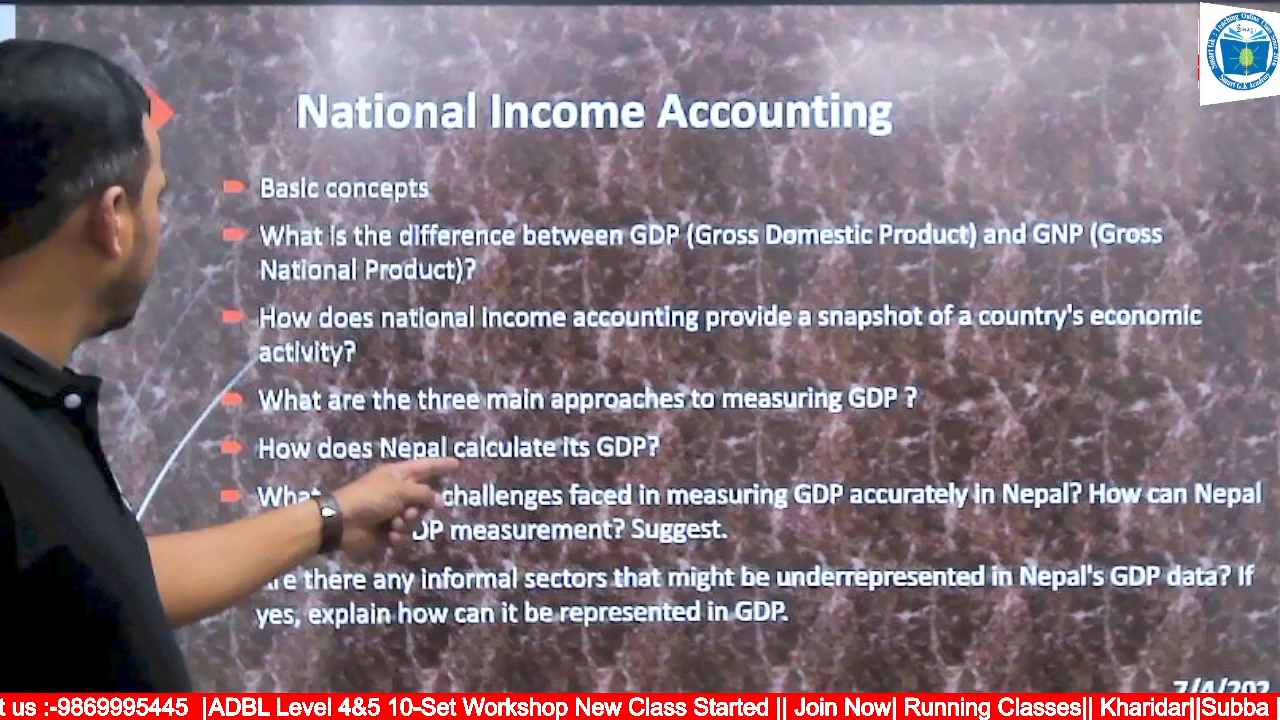 National Income Accounting
Basic concepts
What is the difference between GDP (Gross Domestic Product) and GNP (Gross
National Product)?
How does national income accounting provide a snapshot of a country's economic
activity?
What are the three main approaches to measuring GDP ?
How does Nepal calculate its GDP?
challenges faced in measuring GDP accurately in Nepal? How can Nepal
measurement? Suggest.
there any informal sectors that might be underrepresented in Nepal's GDP data? If
yes, explain how can it be represented in GDP.
t us :-9869995445 |ADBL Level 4&5 10-Set Workshop New Class Started || Join Now| Running Classes|| Kharidar||Subba